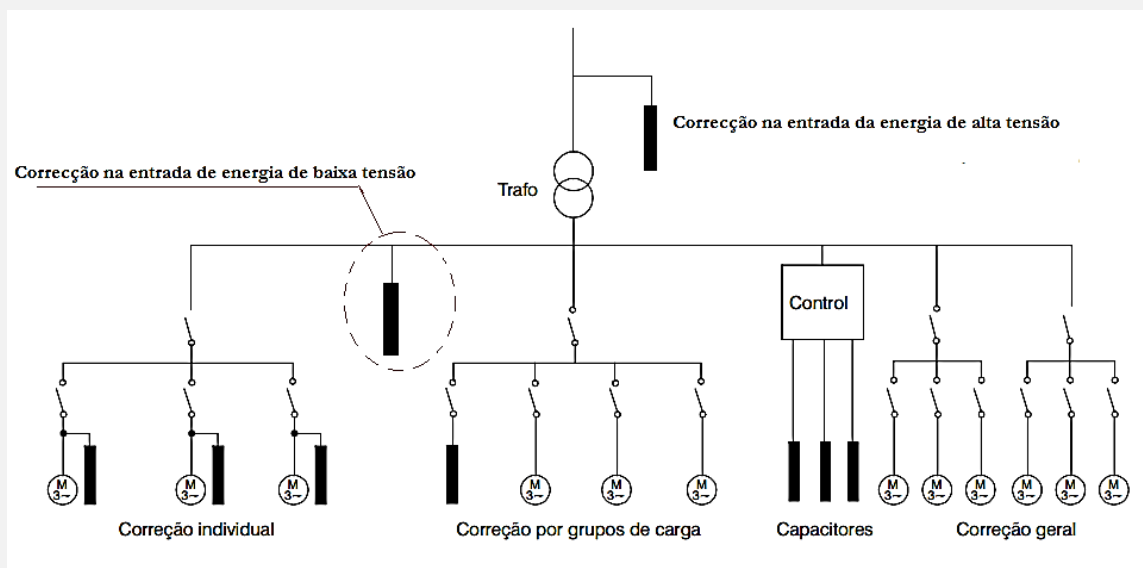 Correcção na entrada da energia de alta tensão
Correcção na entrada de energia de baixa tensão
Trafo
Control
M
3~
M
3~
M
3~
M
3~
M
3~
M
3~
M
3~
M
3~
M
3~
M
3~
M
3~
M
3~
Correção individual
Correção por grupos de carga
Capacitores
Correção geral